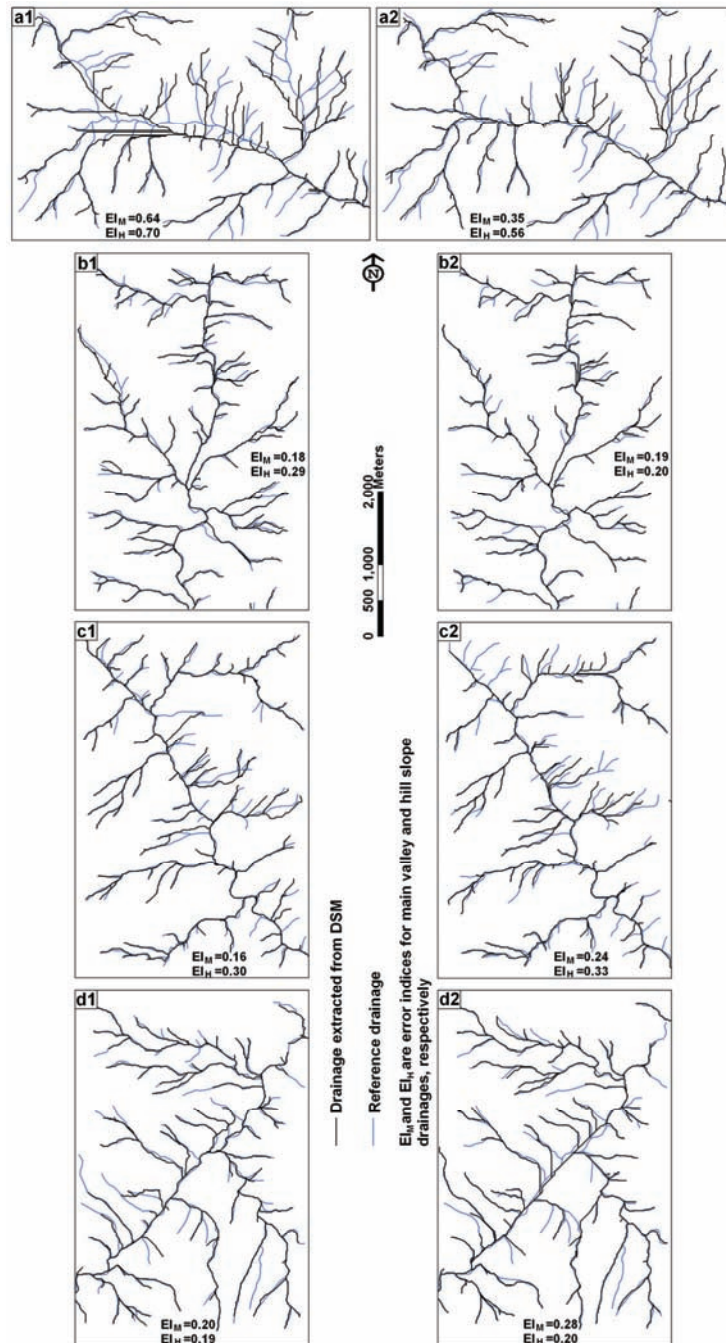 a1
EIM=0.64
EIH=0.70
a2
EIM=0.35
EIH=0.56
N
b1
EIM=0.18
EIH=0.29
b2
EIM=0.19
EIH=0.20
0 500 1,000 2,000
Meters
c1
EIM=0.16
EIH=0.30
c2
EIM=0.24
EIH=0.33
Drainage extracted from DSM
Reference drainage
EIM and EIH are error indices for main valley and hill slope
drainages, respectively
d1
EIM=0.20
EIH=0.19
d2
EIM=0.28
EIH=0.20